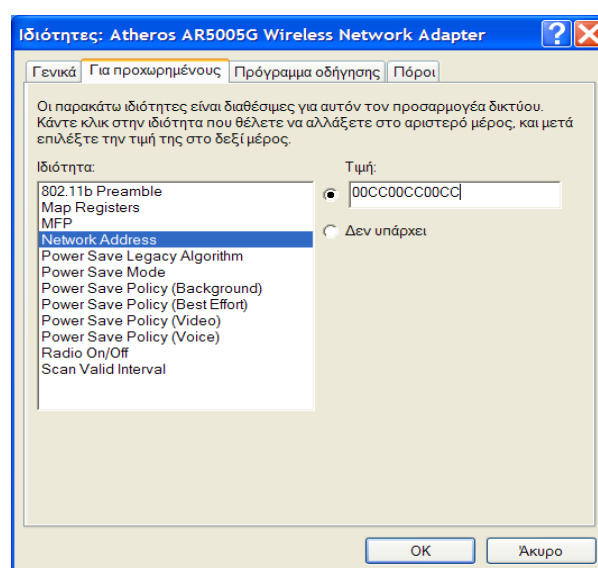 Ιδιότητες: Atheros AR5005G Wireless Network Adapter
Γενικά Για προχωρημένους Πρόγραμμα οδήγησης Πόροι
Οι παρακάτω ιδιότητες είναι διαθέσιμες για αυτόν τον προσαρμογέα δικτύου.
Κάντε κλικ στην ιδιότητα που θέλετε να αλλάξετε στο αριστερό μέρος, και μετά
επιλέξτε την τιμή της στο δεξί μέρος.
Ιδιότητα:
802.11b Preamble
Map Registers
MFP
Network Address
Power Save Legacy Algorithm
Power Save Mode
Power Save Policy (Background)
Power Save Policy (Best Effort)
Power Save Policy (Video)
Power Save Policy (Voice)
Radio On/Off
Scan Valid Interval
Τιμή:
00CC00CC00CC
Δεν υπάρχει
OK Άκυρο